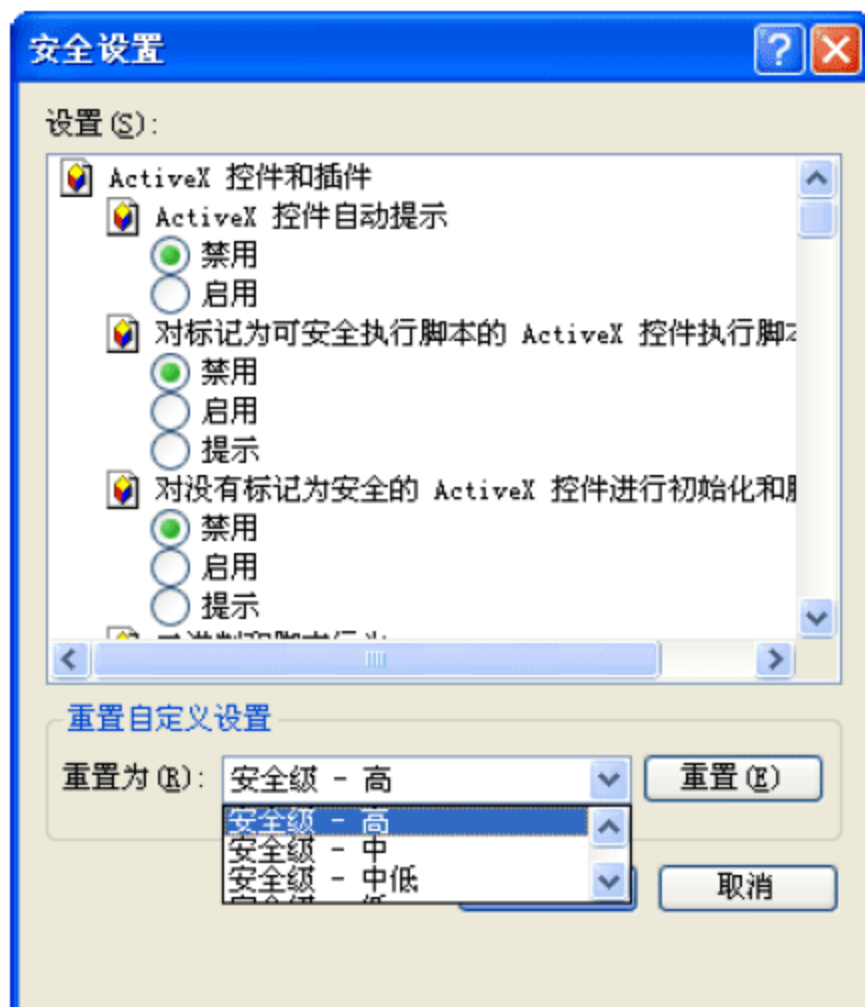 安全设置
设置(S):
ActiveX 控件和插件
ActiveX 控件自动提示
禁用
启用
对标记为可安全执行脚本的 ActiveX 控件执行脚
禁用
启用
提示
对没有标记为安全的 ActiveX 控件进行初始化和
禁用
启用
提示
重置自定义设置
重置为(R): 安全级 - 高 重置(E)
安全级 - 高
安全级 - 中
安全级 - 中低
取消